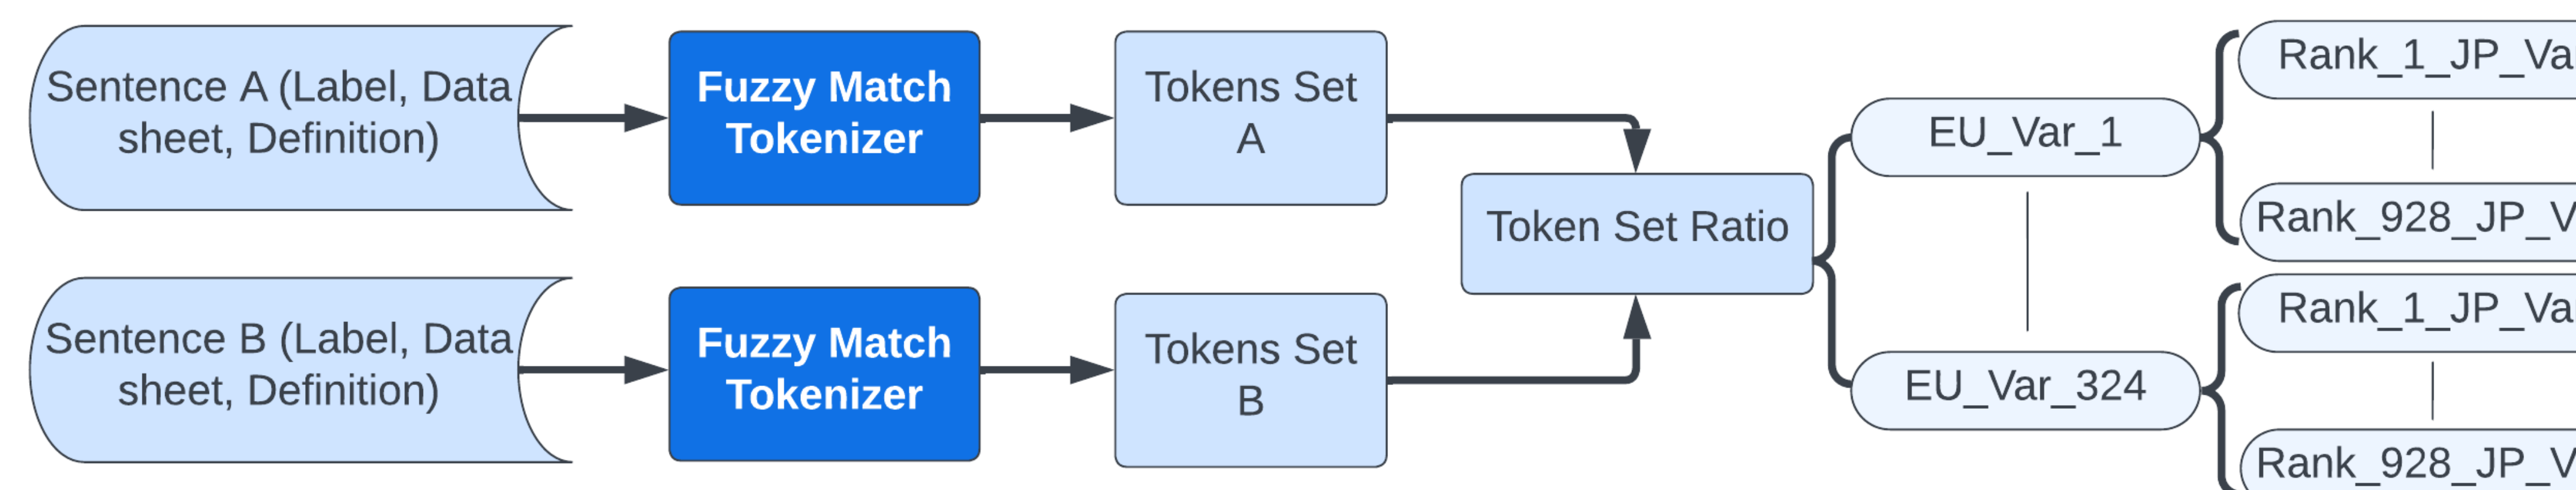 Sentence A (Label, Data
sheet, Definition)
Fuzzy Match
Tokenizer
Tokens Set
A
Sentence B (Label, Data
sheet, Definition)
Fuzzy Match
Tokenizer
Tokens Set
B
Token Set Ratio
EU_Var_1
EU_Var_324
Rank_1_JP_Va
Rank_928_JP_V
Rank_1_JP_Va
Rank_928_JP_V